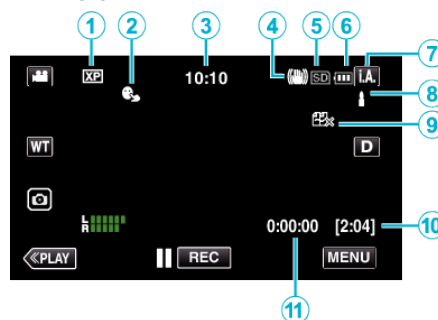 1 2 3 4 5 6 7
XP 10:10 SD i.A.
8
9
WT D
L
R
0:00:00 [2:04] 10
≪PLAY REC MENU
11